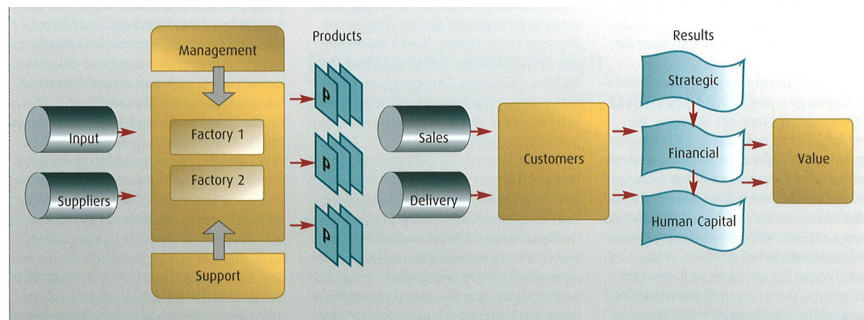 Management
Products
Results
Strategic
Input
Factory 1
Sales
Customers
Financial
Value
Suppliers
Factory 2
Delivery
Human Capital
Support
p
p
p